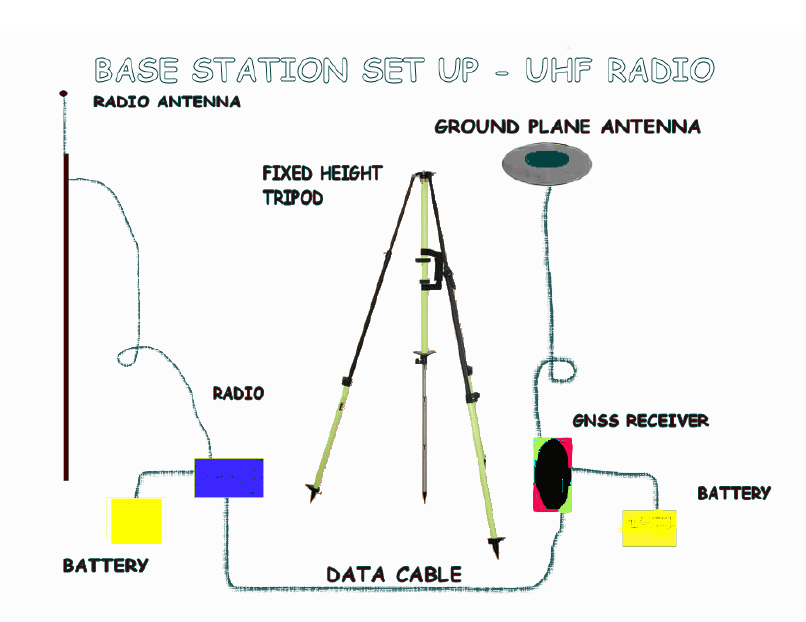 BASE STATION SET UP - UHF RADIO
RADIO ANTENNA
GROUND PLANE ANTENNA
FIXED HEIGHT
TRIPOD
RADIO
GNSS RECEIVER
BATTERY
BATTERY
DATA CABLE